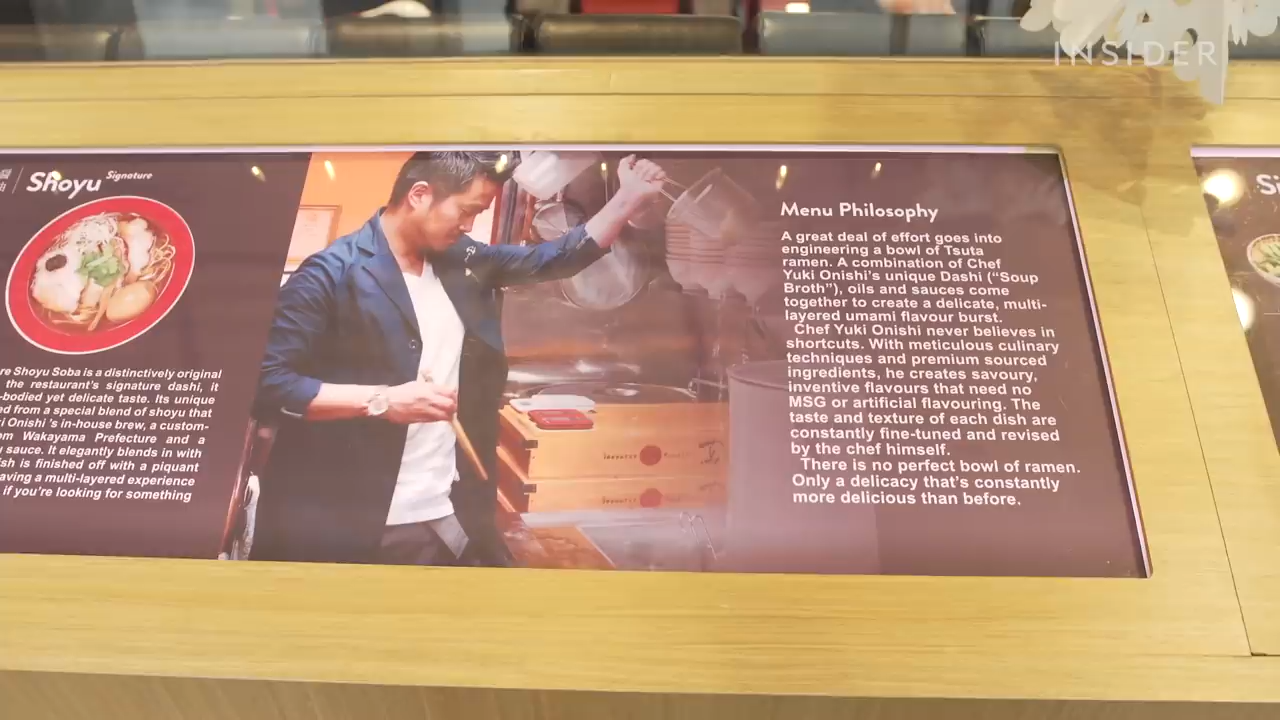 INSIDER
Shoyu Signature
re Shoyu Soba is a distinctively original
the restaurant's signature dashi, it
-bodied yet delicate taste. Its unique
ed from a special blend of shoyu that
i Onishi 's in-house brew, a custom-
om Wakayama Prefecture and a
sauce. It elegantly blends in with
ish is finished off with a piquant
aving a multi-layered experience
if you're looking for something
Menu Philosophy
A great deal of effort goes into
engineering a bowl of Tsuta
ramen. A combination of Chef
Yuki Onishi's unique Dashi (“Soup
Broth”), oils and sauces come
together to create a delicate, multi-
layered umami flavour burst.
Chef Yuki Onishi never believes in
shortcuts. With meticulous culinary
techniques and premium sourced
ingredients, he creates savoury,
inventive flavours that need no
MSG or artificial flavouring. The
taste and texture of each dish are
constantly fine-tuned and revised
by the chef himself.
There is no perfect bowl of ramen.
Only a delicacy that's constantly
more delicious than before.